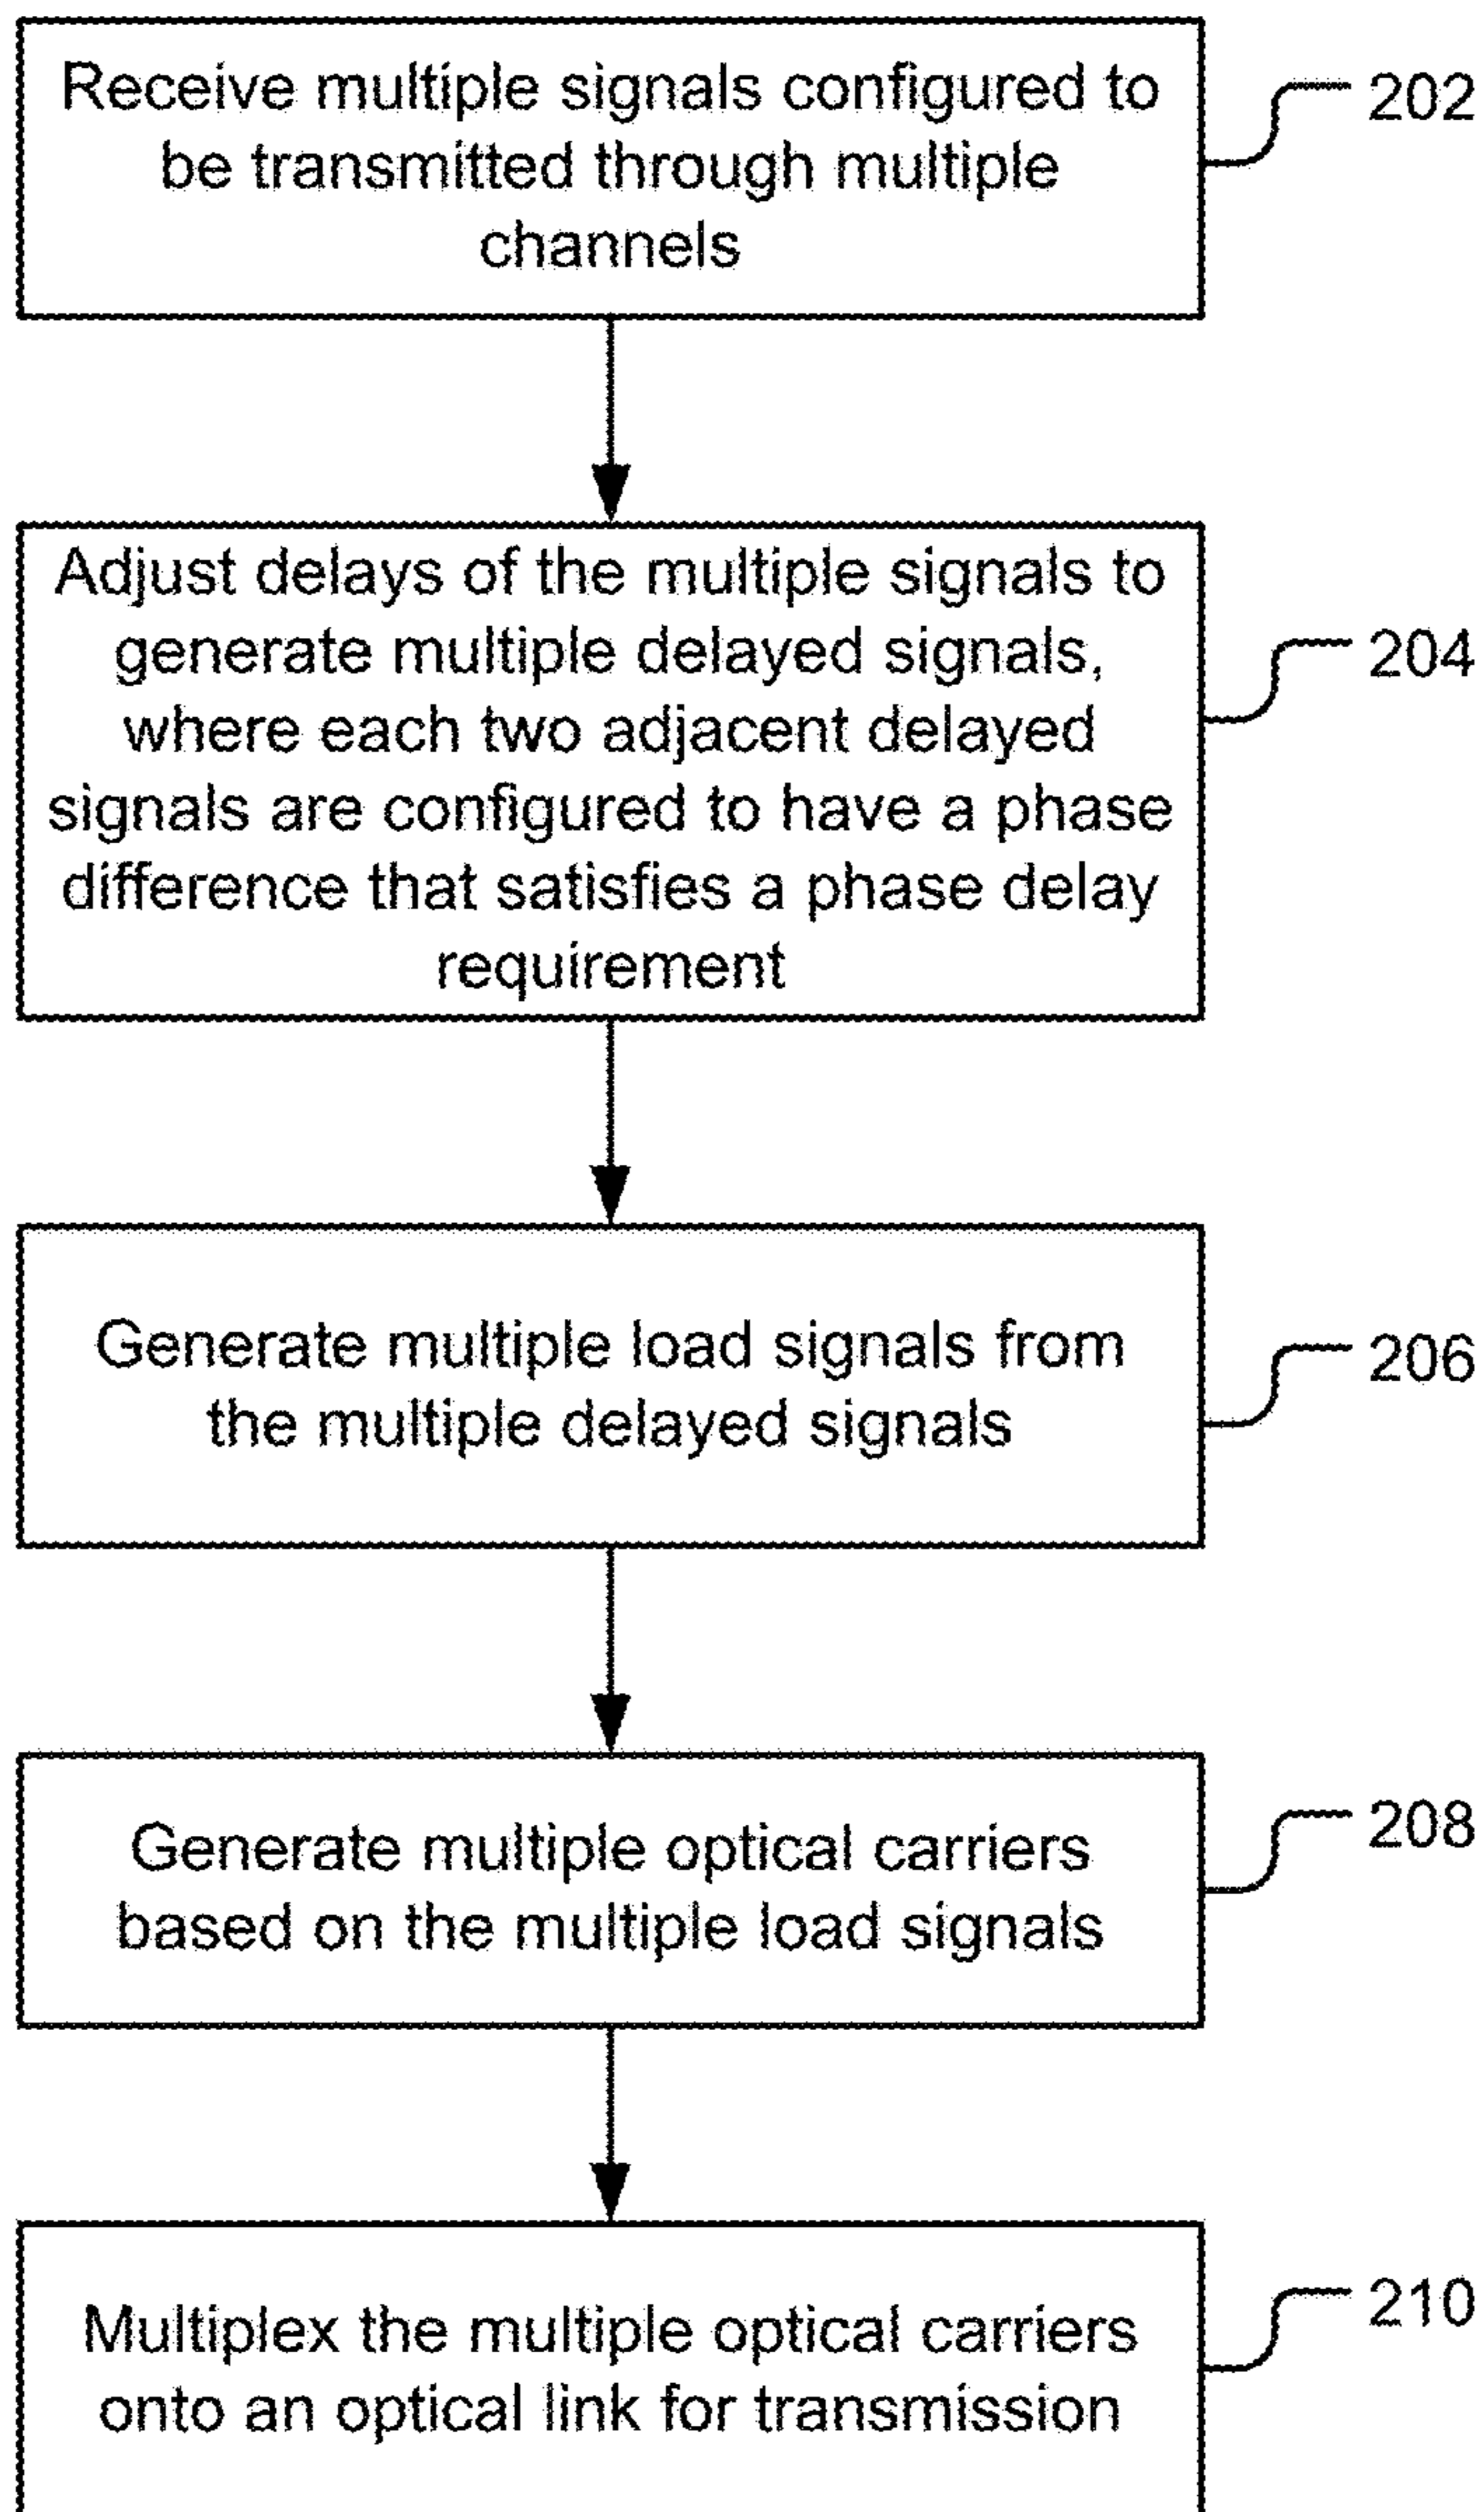 Receive multiple signals configured to
be transmitted through multiple
channels
202
Adjust delays of the multiple signals to
generate multiple delayed signals,
where each two adjacent delayed
signals are configured to have a phase
difference that satisfies a phase delay
requirement
204
Generate multiple load signals from
the multiple delayed signals
206
Generate multiple optical carriers
based on the multiple load signals
208
Multiplex the multiple optical carriers
onto an optical link for transmission
210